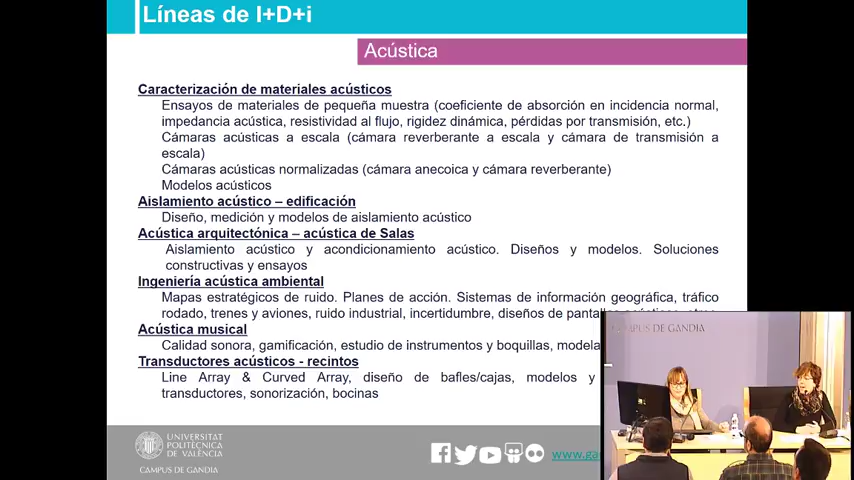 Líneas de I+D+i
Acústica
Caracterización de materiales acústicos
Ensayos de materiales de pequeña muestra (coeficiente de absorción en incidencia normal,
impedancia acústica, resistividad al flujo, rigidez dinámica, pérdidas por transmisión, etc.)
Cámaras acústicas a escala (cámara reverberante a escala y cámara de transmisión a
escala)
Cámaras acústicas normalizadas (cámara anecoica y cámara reverberante)
Modelos acústicos
Aislamiento acústico – edificación
Diseño, medición y modelos de aislamiento acústico
Acústica arquitectónica – acústica de Salas
Aislamiento acústico y acondicionamiento acústico. Diseños y modelos. Soluciones
constructivas y ensayos
Ingeniería acústica ambiental
Mapas estratégicos de ruido. Planes de acción. Sistemas de información geográfica, tráfico
rodado, trenes y aviones, ruido industrial, incertidumbre, diseños de
Acústica musical
Calidad sonora, gamificación, estudio de instrumentos y boquillas,
Transductores acústicos - recintos
Line Array & Curved Array, diseño de bafles/cajas, modelos y
transductores, sonorización, bocinas
CAMPUS DE GANDIA
UNIVERSITAT
POLITÈCNICA
DE VALÈNCIA
CAMPUS DE GANDIA